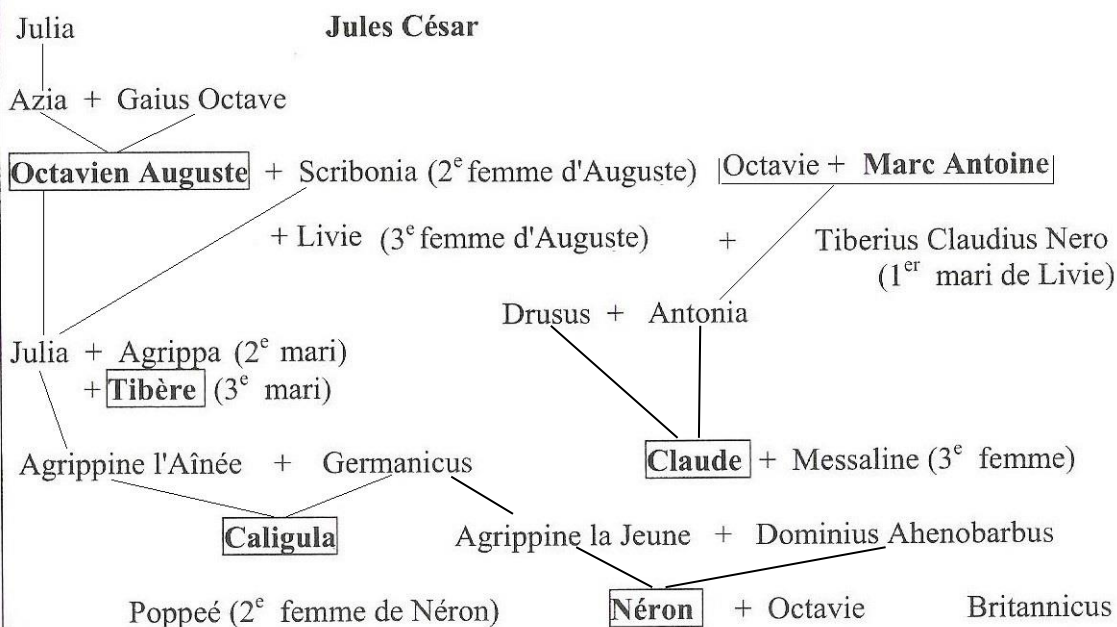 Julia Jules César
Azia + Gaius Octave
Octavien Auguste + Scribonia (2e femme d'Auguste) Octavie + Marc Antoine
+ Livie (3e femme d'Auguste) + Tiberius Claudius Nero
(1er mari de Livie)
Drusus + Antonia
Julia + Agrippa (2e mari)
+ Tibère (3e mari)
Agrippine l'Aînée + Germanicus Claude + Messaline (3e femme)
Caligula Agrippine la Jeune + Dominius Ahenobarbus
Poppeé (2e femme de Néron) Néron + Octavie Britannicus